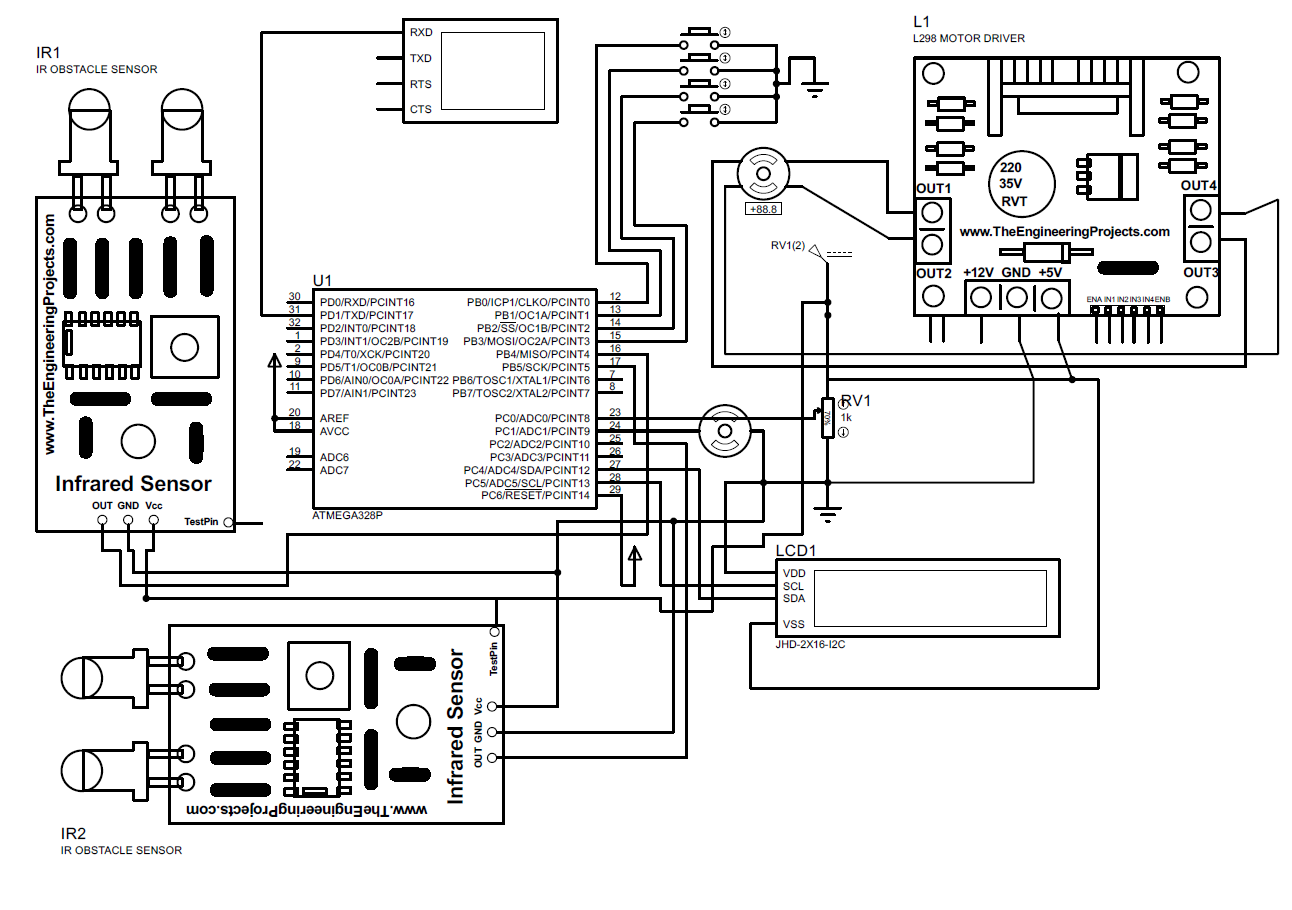 IR1
IR OBSTACLE SENSOR
www.TheEngineeringProjects.com
Infrared Sensor
OUT GND Vcc
TestPin
RXD
TXD
RTS
CTS
L1
L298 MOTOR DRIVER
220
35V
RVT
OUT1
OUT4
www.TheEngineeringProjects.com
OUT2
+12V GND +5V
OUT3
ENA IN1 IN2 IN3 IN4 ENB
+88.8
RV1(2)
RV1
1k
70%
U1
30 PD0/RXD/PCINT16
31 PD1/TXD/PCINT17
32 PD2/INT0/PCINT18
1 PD3/INT1/OC2B/PCINT19
2 PD4/T0/XCK/PCINT20
9 PD5/T1/OC0B/PCINT21
10 PD6/AIN0/OC0A/PCINT22
11 PD7/AIN1/PCINT23
20 AREF
18 AVCC
19 ADC6
22 ADC7
PB0/ICP1/CLKO/PCINT0 12
PB1/OC1A/PCINT1 13
PB2/SS/OC1B/PCINT2 14
PB3/MOSI/OC2A/PCINT3 15
PB4/MISO/PCINT4 16
PB5/SCK/PCINT5 17
PB6/TOSC1/XTAL1/PCINT6 7
PB7/TOSC2/XTAL2/PCINT7 8
PC0/ADC0/PCINT8 23
PC1/ADC1/PCINT9 24
PC2/ADC2/PCINT10 25
PC3/ADC3/PCINT11 26
PC4/ADC4/SDA/PCINT12 27
PC5/ADC5/SCL/PCINT13 28
PC6/RESET/PCINT14 29
ATMEGA328P
LCD1
VDD
SCL
SDA
VSS
JHD-2X16-I2C
TestPin
Vcc
GND
OUT
Infrared Sensor
www.TheEngineeringProjects.com
IR2
IR OBSTACLE SENSOR